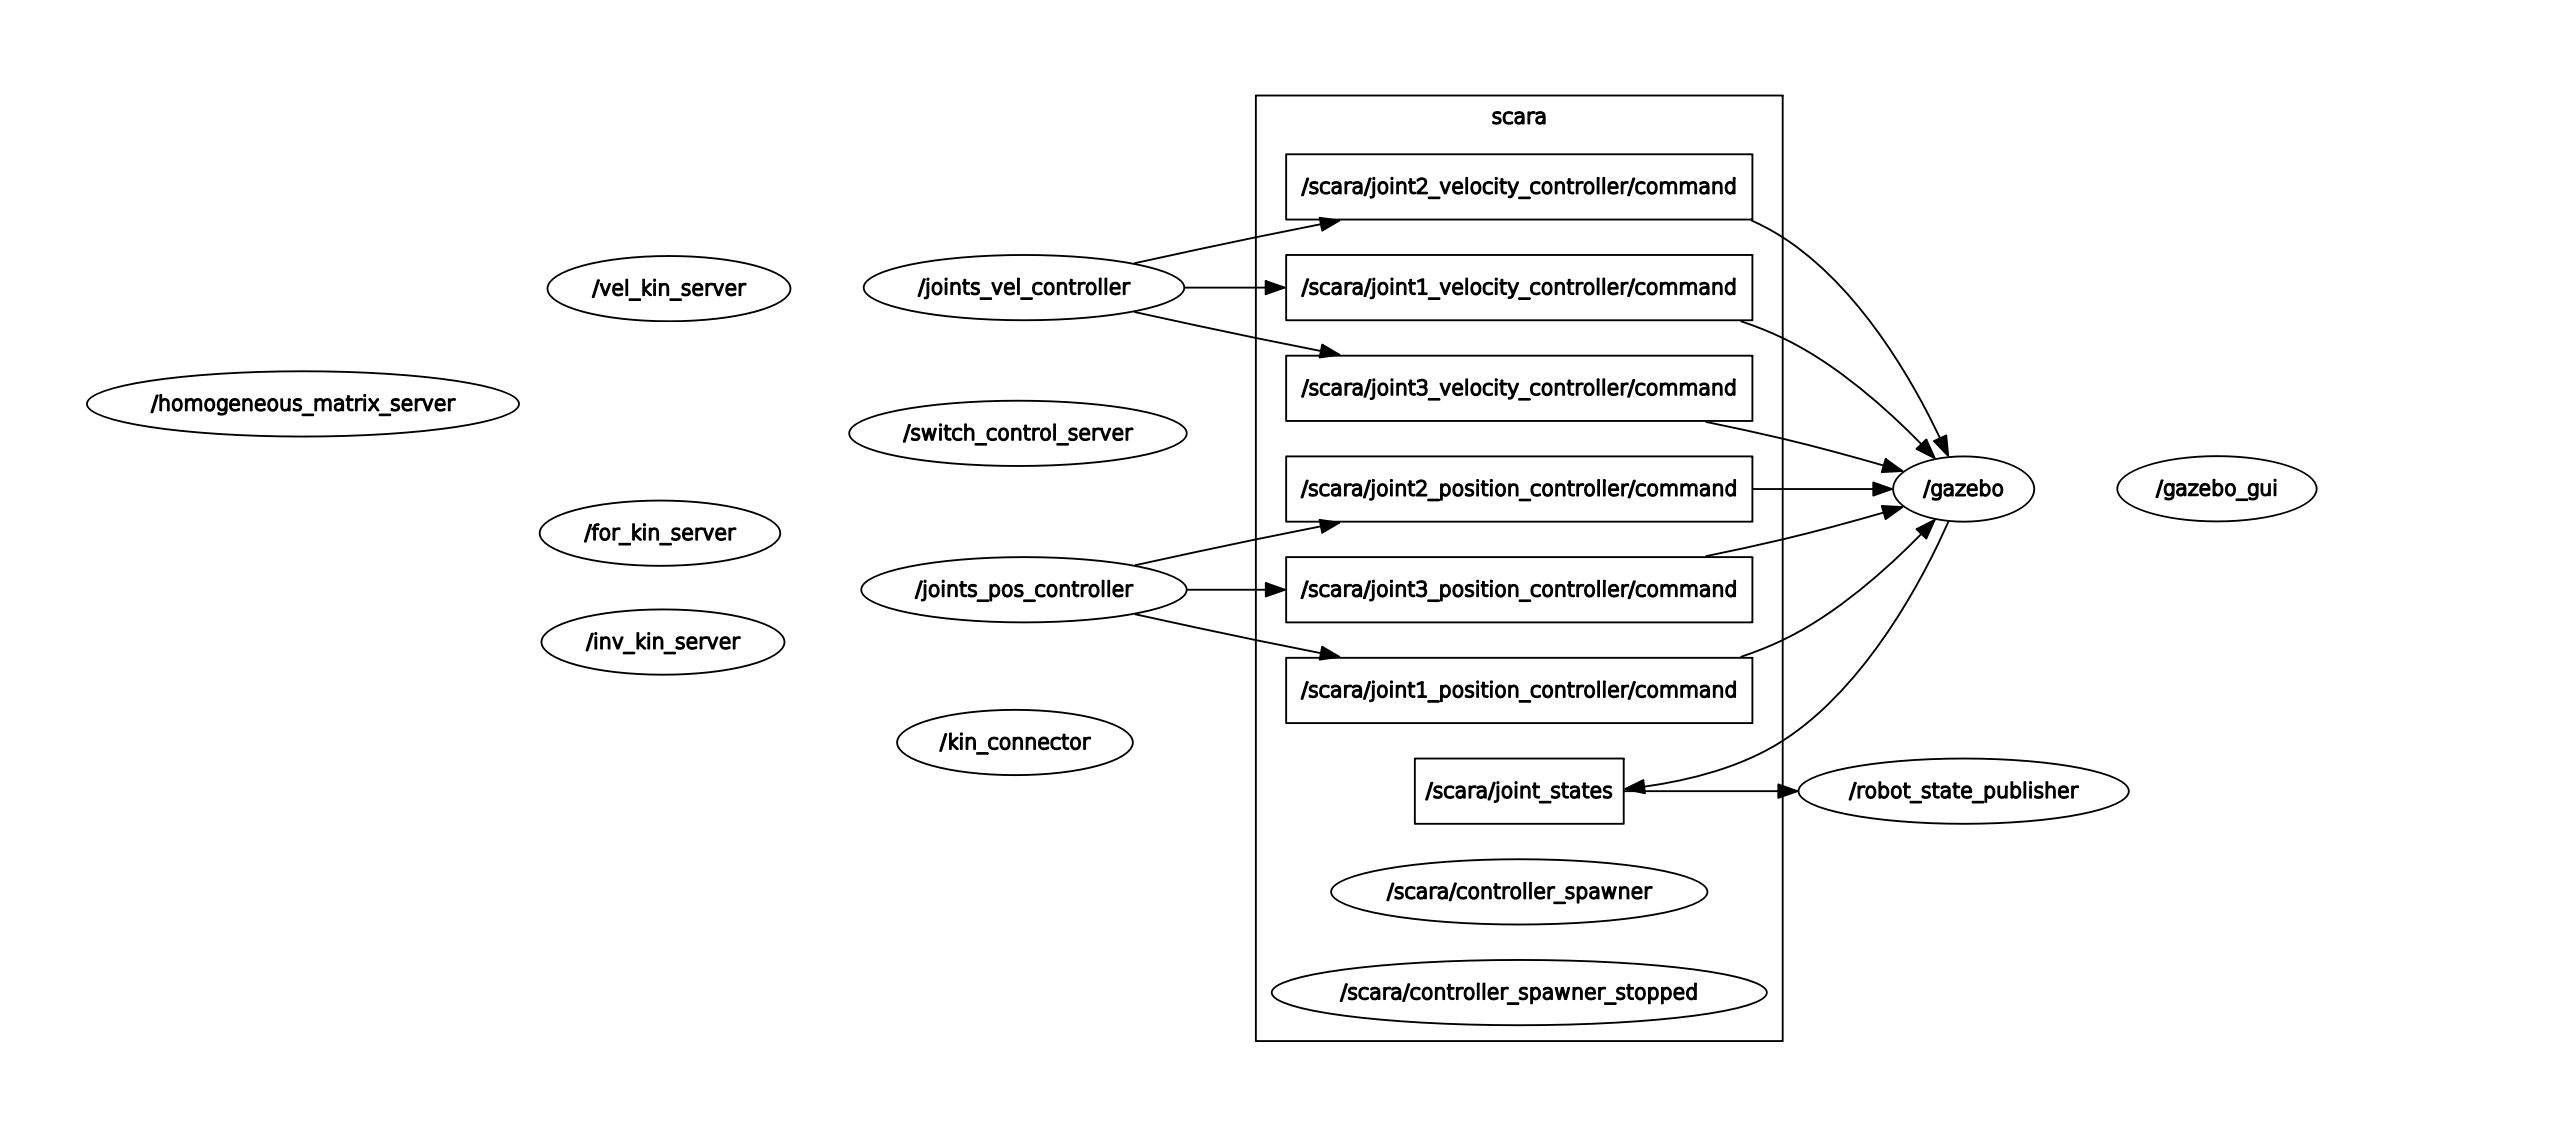 scara
/scara/joint2_velocity_controller/command
/vel_kin_server
/joints_vel_controller
/scara/joint1_velocity_controller/command
/scara/joint3_velocity_controller/command
/homogeneous_matrix_server
/switch_control_server
/scara/joint2_position_controller/command
/gazebo
/gazebo_gui
/for_kin_server
/joints_pos_controller
/scara/joint3_position_controller/command
/inv_kin_server
/scara/joint1_position_controller/command
/kin_connector
/scara/joint_states
/robot_state_publisher
/scara/controller_spawner
/scara/controller_spawner_stopped